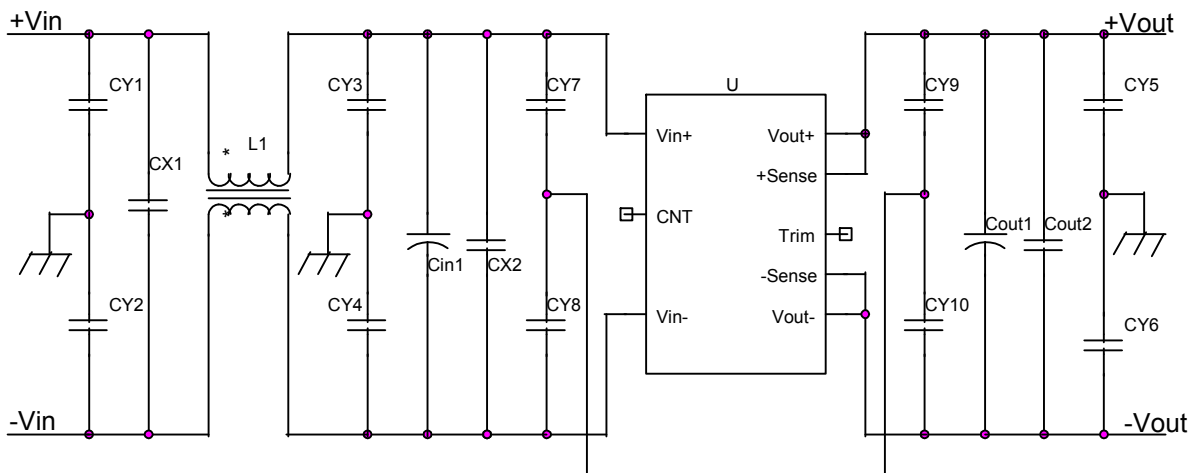 +Vin
+Vout
U
CY1
CY3
CY7
CY9
CY5
L1
*
*
CX1
Vin+
Vout+
+Sense
CNT
Trim
Cin1
CX2
Cout1
Cout2
-Sense
CY2
CY4
CY8
Vin-
Vout-
CY10
CY6
-Vin
-Vout